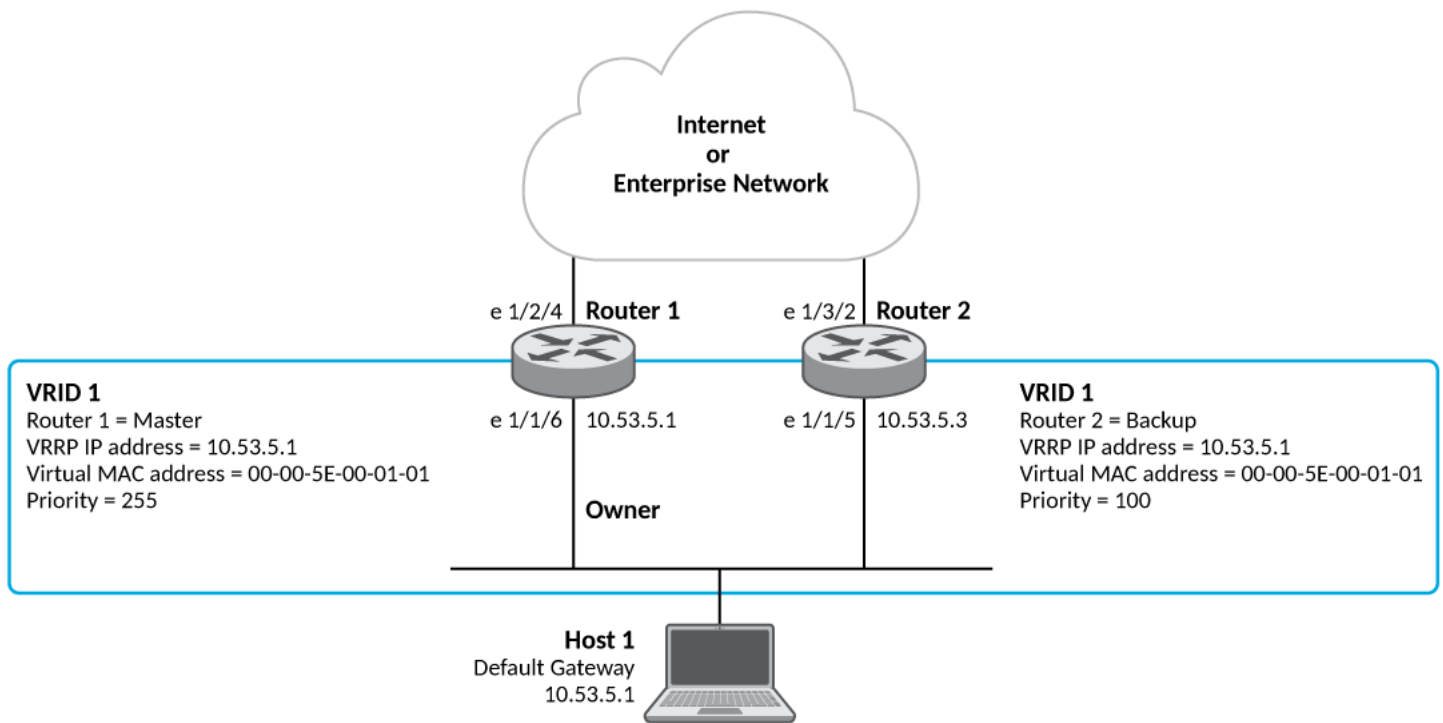 Internet
or
Enterprise Network
e 1/2/4
Router 1
e 1/3/2
Router 2
VRID 1
Router 1 = Master
VRRP IP address = 10.53.5.1
Virtual MAC address = 00-00-5E-00-01-01
Priority = 255
e 1/1/6
10.53.5.1
e 1/1/5
10.53.5.3
Owner
VRID 1
Router 2 = Backup
VRRP IP address = 10.53.5.1
Virtual MAC address = 00-00-5E-00-01-01
Priority = 100
Host 1
Default Gateway
10.53.5.1